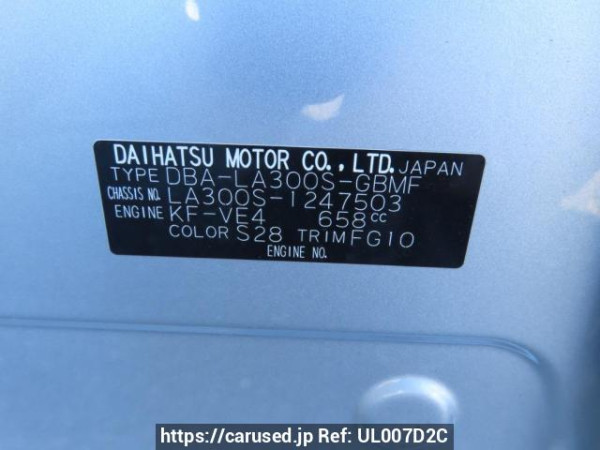 DAIHATSU MOTOR CO., LTD. JAPAN
TYPE DBA-LA300S-GBMF
CHASSIS NO. LA300S-1247503
ENGINE KF-VE4 658cc
COLOR S28 TRIM FG10
ENGINE NO.
https://carused.jp Ref: UL007D2C